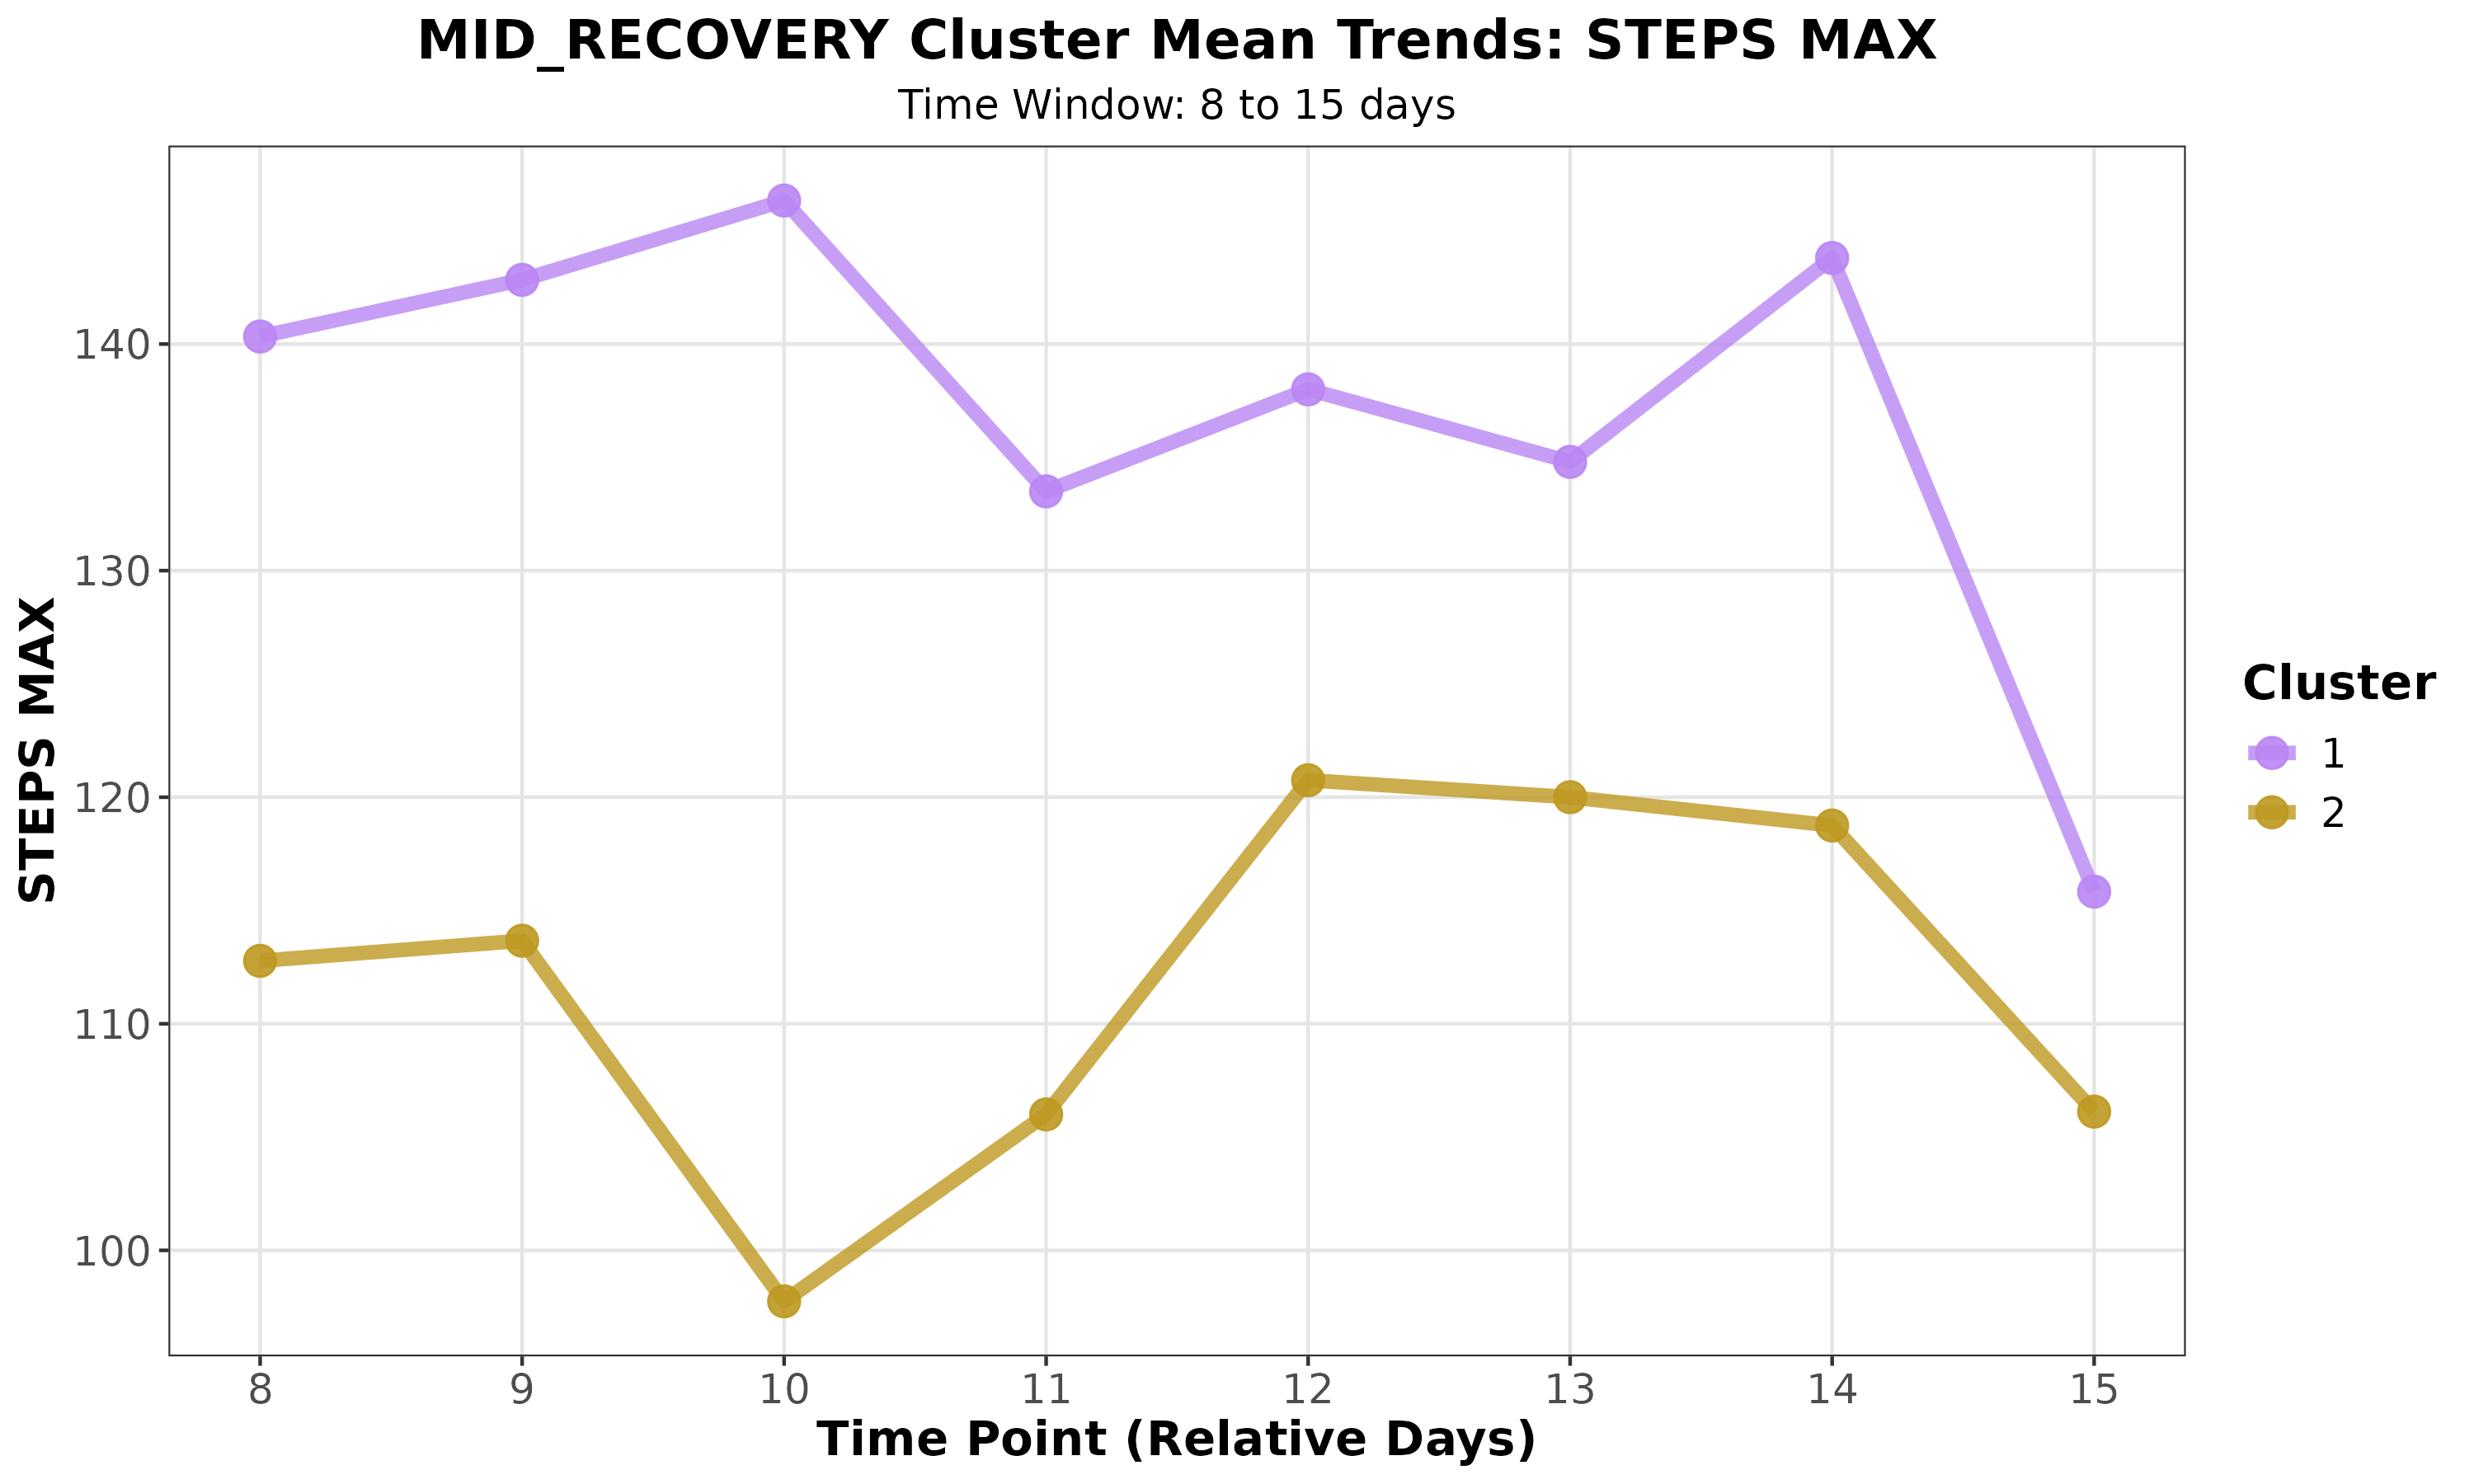 MID_RECOVERY Cluster Mean Trends: STEPS MAX
Time Window: 8 to 15 days
STEPS MAX
140
130
120
110
100
8 9 10 11 12 13 14 15
Time Point (Relative Days)
Cluster
1
2